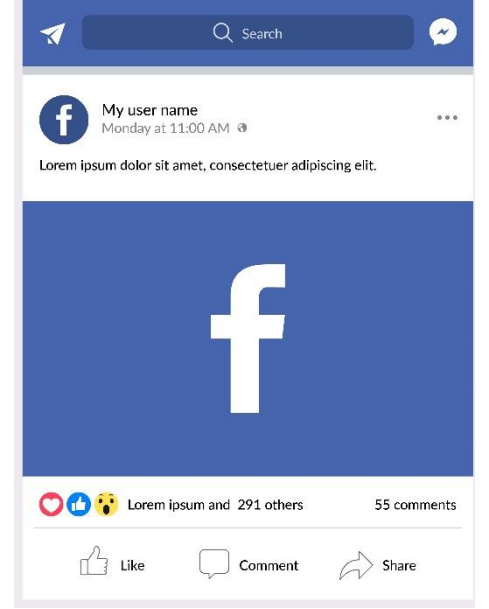 Search
My user name
Monday at 11:00 AM
Lorem ipsum dolor sit amet, consectetuer adipiscing elit.
f
Lorem ipsum and 291 others 55 comments
Like Comment Share